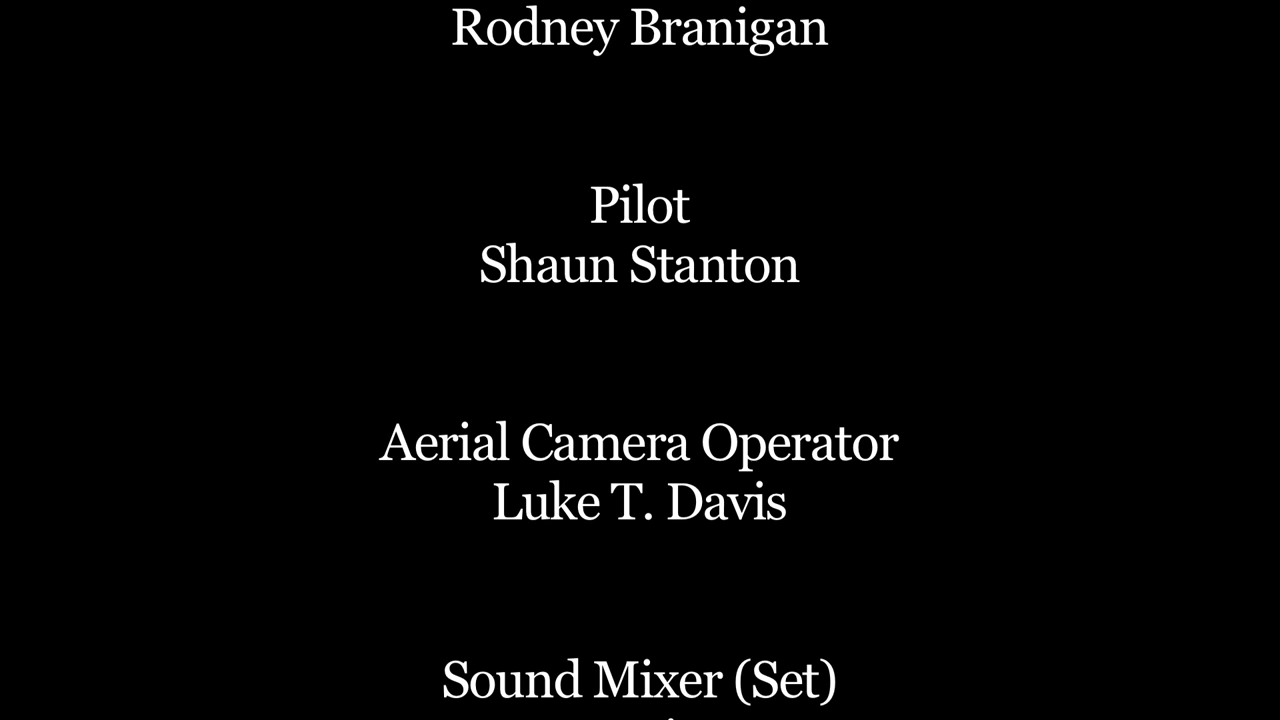 Rodney Branigan
Pilot
Shaun Stanton
Aerial Camera Operator
Luke T. Davis
Sound Mixer (Set)